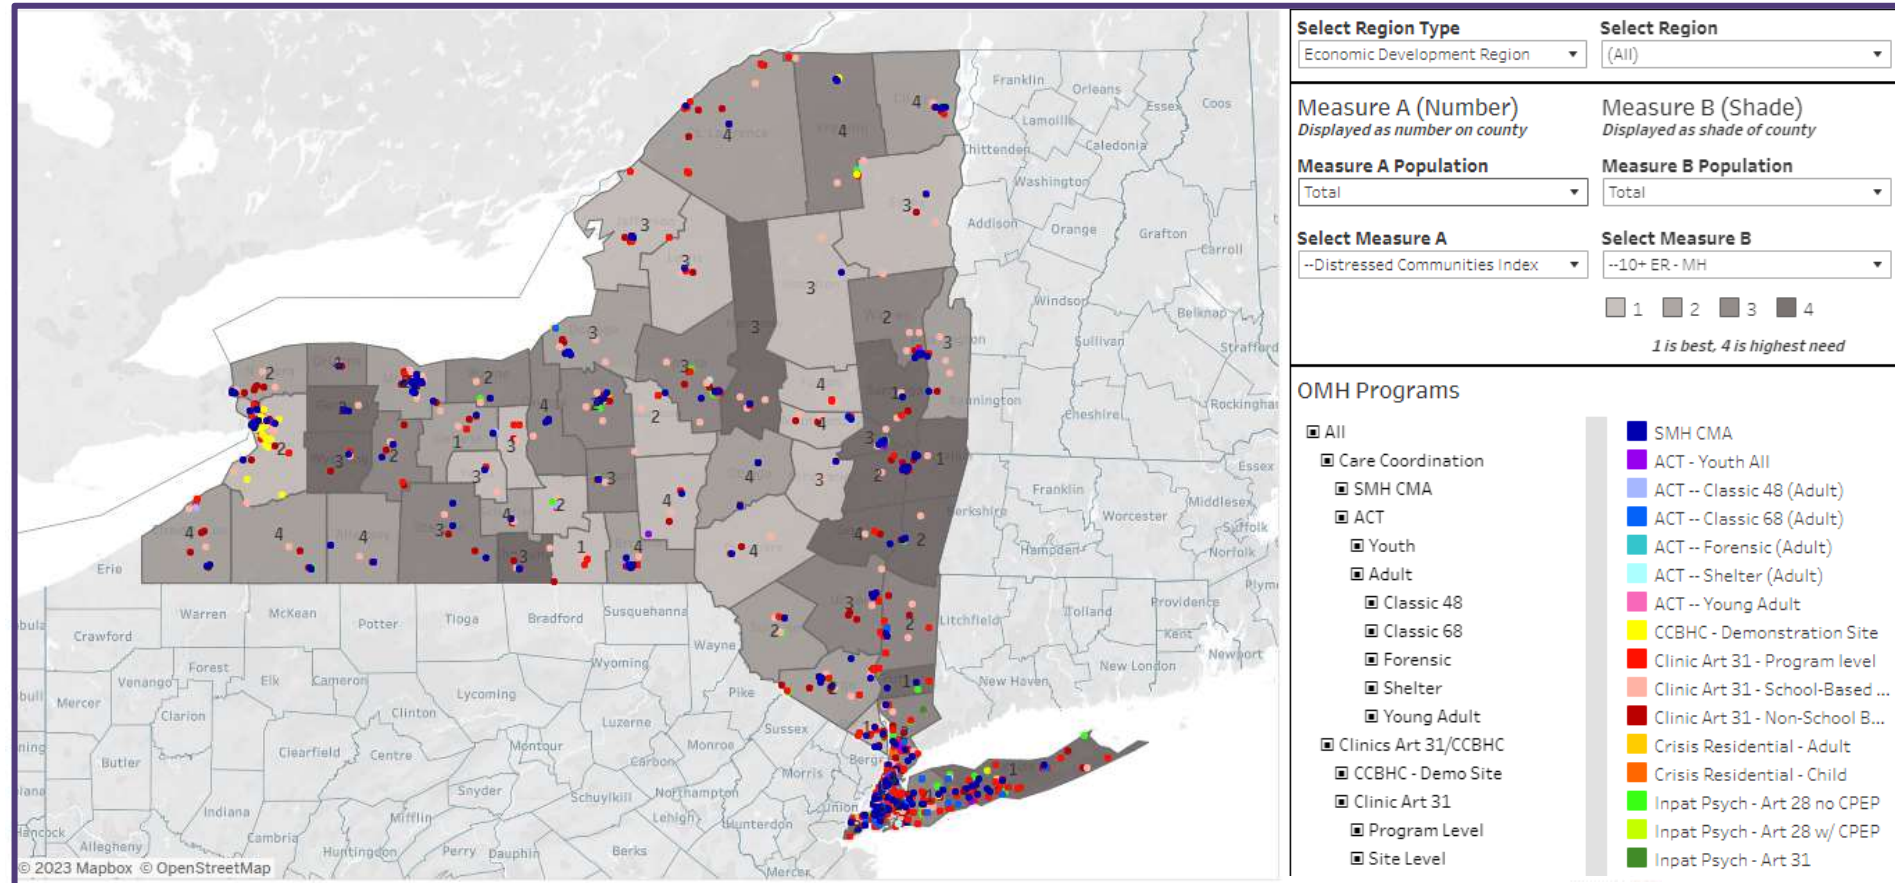 Select Region Type
Economic Development Region
Select Region
(All)
Measure A (Number)
Displayed as number on county
Measure B (Shade)
Displayed as shade of county
Measure A Population
Total
Measure B Population
Total
Select Measure A
--Distressed Communities Index
Select Measure B
--10+ ER - MH
1 2 3 4
1 is best, 4 is highest need
OMH Programs
All
Care Coordination
SMH CMA
ACT
Youth
Adult
Classic 48
Classic 68
Forensic
Shelter
Young Adult
Clinics Art 31/CCBHC
CCBHC - Demo Site
Clinic Art 31
Program Level
Site Level
SMH CMA
ACT - Youth All
ACT -- Classic 48 (Adult)
ACT -- Classic 68 (Adult)
ACT -- Forensic (Adult)
ACT -- Shelter (Adult)
ACT -- Young Adult
CCBHC - Demonstration Site
Clinic Art 31 - Program level
Clinic Art 31 - School-Based ...
Clinic Art 31 - Non-School B...
Crisis Residential - Adult
Crisis Residential - Child
Inpat Psych - Art 28 no CPEP
Inpat Psych - Art 28 w/ CPEP
Inpat Psych - Art 31
Franklin
Orleans
Essex
Coos
Lamoille
Chittenden
Caledonia
Washington
Addison
Orange
Grafton
Carroll
Windsor
Belknap
Sullivan
Strafford
Bennington
Cheshire
Rockingham
Essex
Franklin
Middlesex
Berkshire
Worcester
Suffolk
Hampden
Norfolk
Erie
Warren
McKean
Potter
Tioga
Bradford
Susquehanna
Litchfield
Tolland
Providence
Crawford
Wayne
Kent
Newport
Forest
Wyoming
New London
Venango
Elk
Cameron
Lycoming
Pike
New Haven
Mercer
Clarion
Clinton
Luzerne
Sussex
Butler
Clearfield
Centre
Montour
Monroe
Carbon
Morris
Snyder
Schuylkill
Northampton
Union
Indiana
Mifflin
Lehigh
Hunterdon
Cambria
Allegheny
Huntingdon
Perry
Dauphin
Berks
Mercer
© 2023 Mapbox © OpenStreetMap